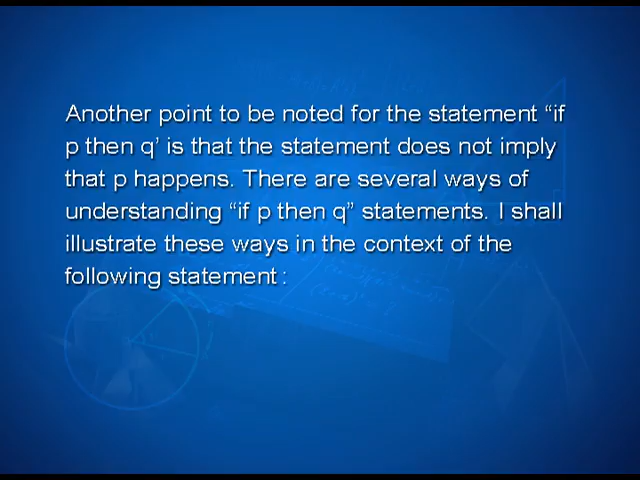 Another point to be noted for the statement “if
p then q’ is that the statement does not imply
that p happens. There are several ways of
understanding “if p then q” statements. I shall
illustrate these ways in the context of the
following statement :